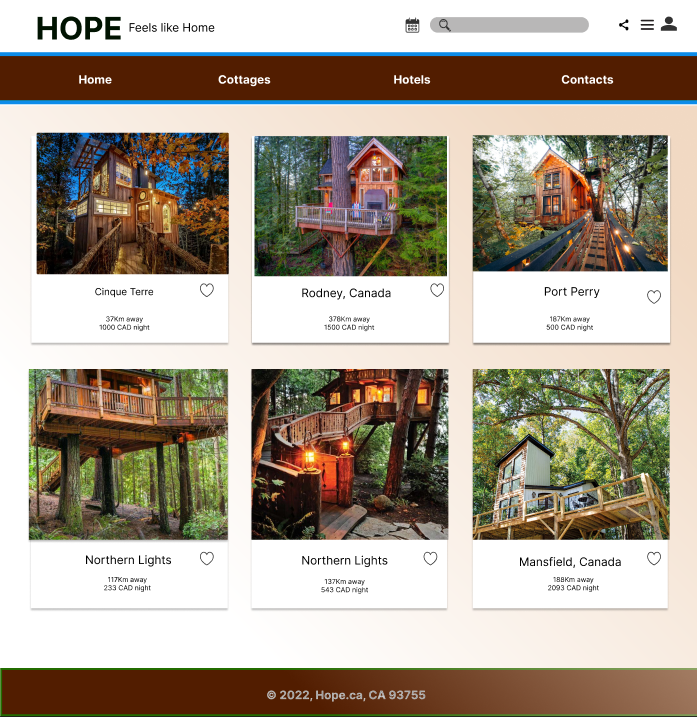 HOPE Feels like Home
Home Cottages Hotels Contacts
Cinque Terre
37Km away
1000 CAD night
Rodney, Canada
378Km away
1500 CAD night
Port Perry
187Km away
500 CAD night
Northern Lights
117Km away
233 CAD night
Northern Lights
137Km away
543 CAD night
Mansfield, Canada
188Km away
2093 CAD night
© 2022, Hope.ca, CA 93755